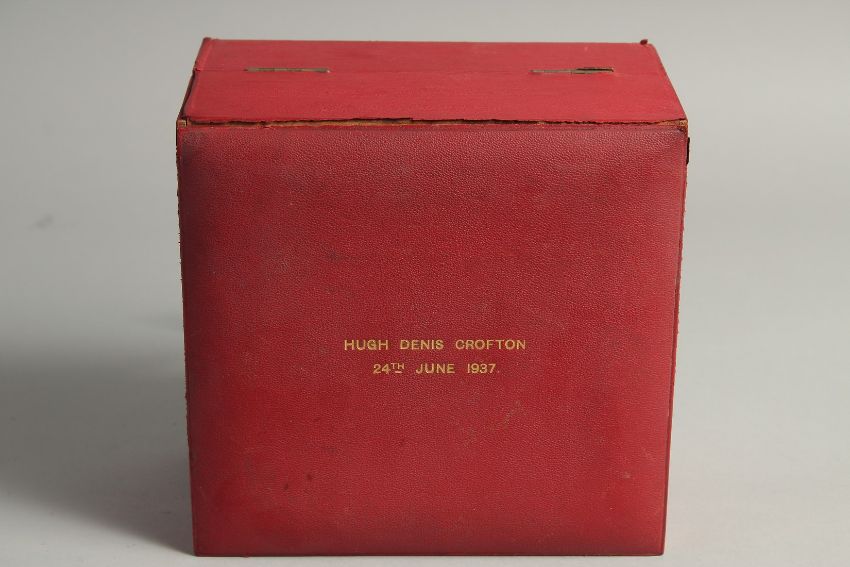 HUGH DENIS CROFTON
24TH JUNE 1937.